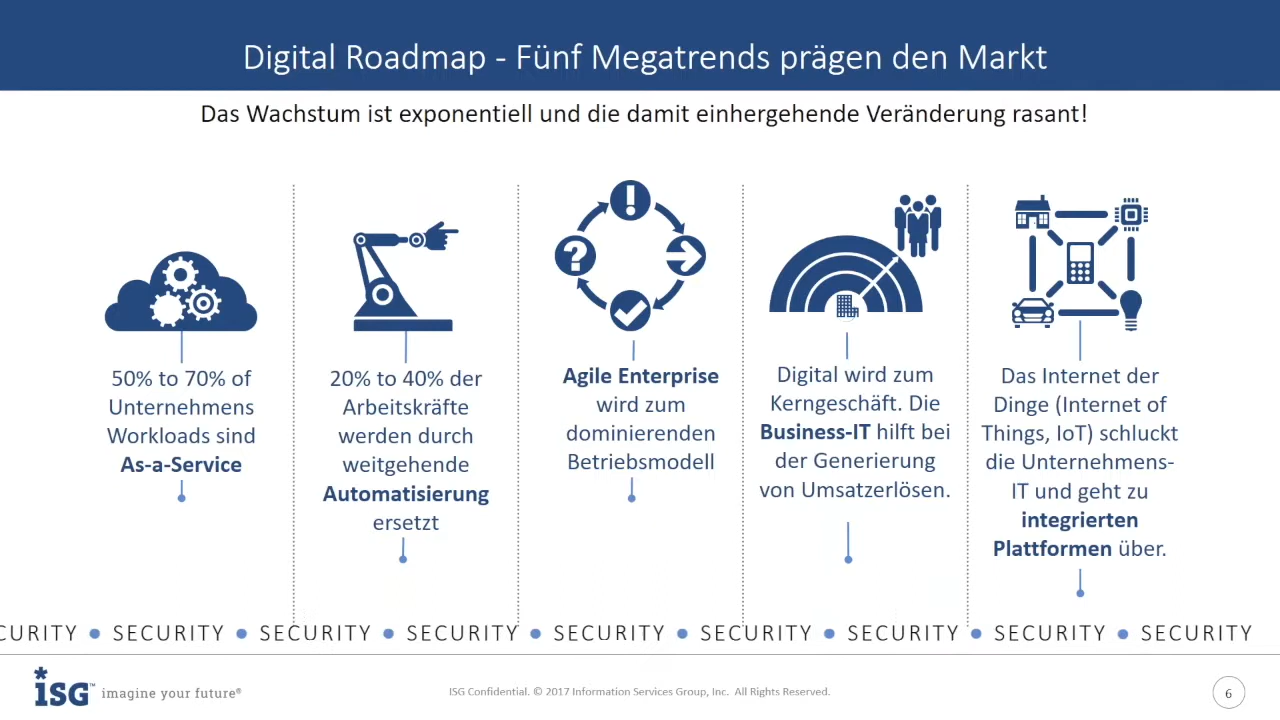 Digital Roadmap - Fünf Megatrends prägen den Markt
Das Wachstum ist exponentiell und die damit einhergehende Veränderung rasant!
50% to 70% of
Unternehmens
Workloads sind
As-a-Service
20% to 40% der
Arbeitskräfte
werden durch
weitgehende
Automatisierung
ersetzt
Agile Enterprise
wird zum
dominierenden
Betriebsmodell
Digital wird zum
Kerngeschäft. Die
Business-IT hilft bei
der Generierung
von Umsatzerlösen.
Das Internet der
Dinge (Internet of
Things, IoT) schluckt
die Unternehmens-
IT und geht zu
integrierten
Plattformen über.
CURITY • SECURITY • SECURITY • SECURITY • SECURITY • SECURITY • SECURITY • SECURITY • SECURITY
ISG™ imagine your future®
ISG Confidential. © 2017 Information Services Group, Inc. All Rights Reserved.
6